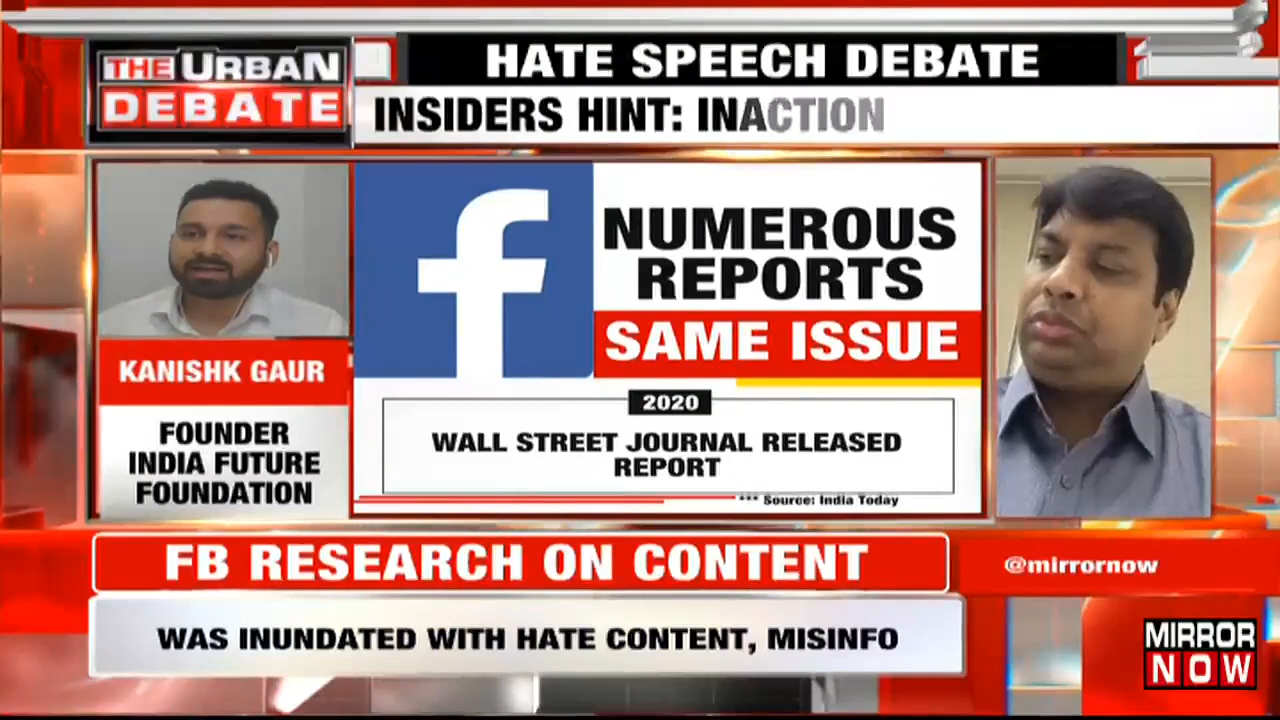 THE URBAN
DEBATE
HATE SPEECH DEBATE
INSIDERS HINT: INACTION
f
NUMEROUS
REPORTS
SAME ISSUE
KANISHK GAUR
FOUNDER
INDIA FUTURE
FOUNDATION
2020
WALL STREET JOURNAL RELEASED
REPORT
*** Source: India Today
FB RESEARCH ON CONTENT
@mirrornow
WAS INUNDATED WITH HATE CONTENT, MISINFO
MIRROR
NOW